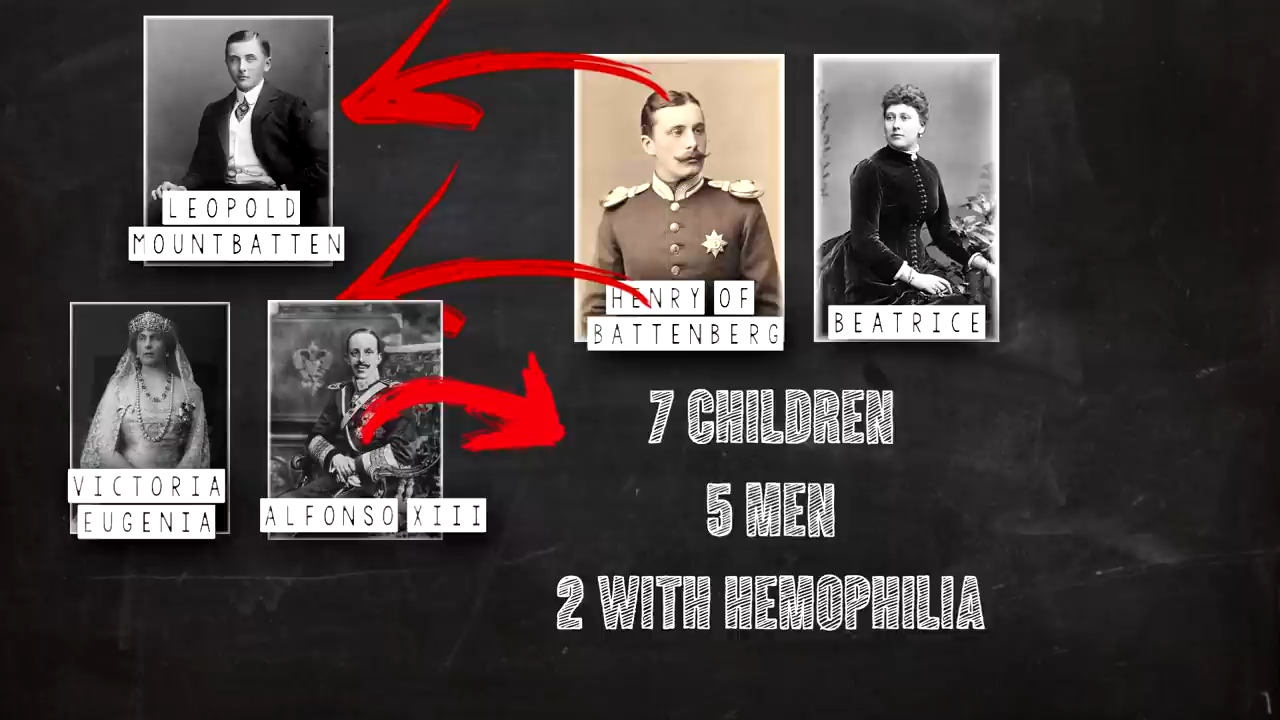 LEOPOLD
MOUNTBATTEN
HENRY OF
BATTENBERG
BEATRICE
VICTORIA
EUGENIA
ALFONSO XIII
7 CHILDREN
5 MEN
2 WITH HEMOPHILIA